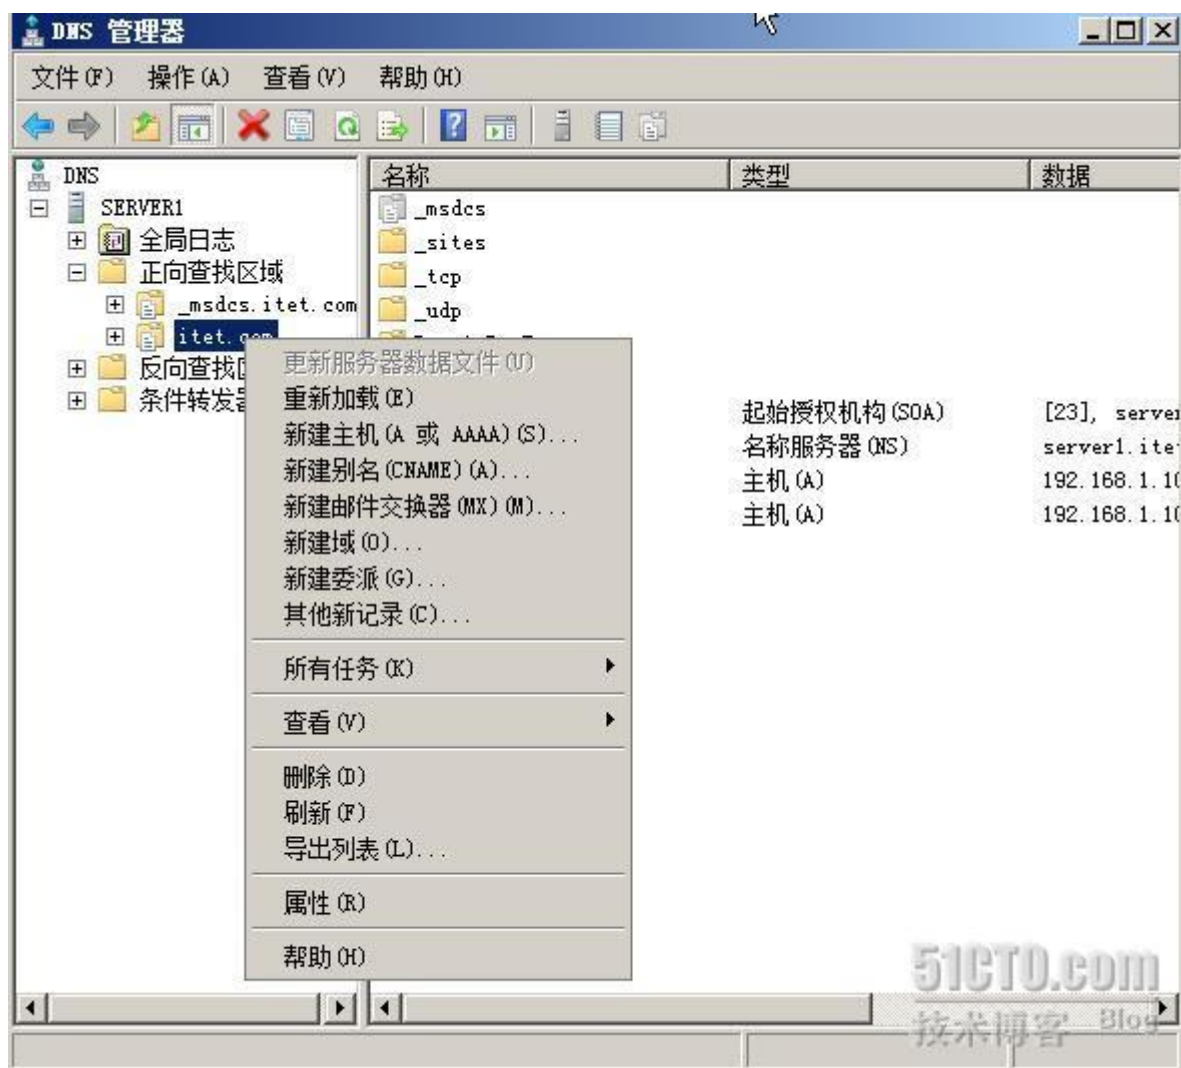 DNS 管理器
文件(F) 操作(A) 查看(V) 帮助(H)
DNS
SERVER1
全局日志
正向查找区域
_msdcs.itet.com
itet.com
反向查找
条件转发
名称 类型 数据
_msdcs
_sites
_tcp
_udp
起始授权机构(SOA) [23], server
名称服务器(NS) server1.ite
主机(A) 192.168.1.10
主机(A) 192.168.1.10
更新服务器数据文件(U)
重新加载(E)
新建主机(A 或 AAAA)(S)...
新建别名(CNAME)(A)...
新建邮件交换器(MX)(M)...
新建域(O)...
新建委派(G)...
其他新记录(C)...
所有任务(K)
查看(V)
删除(D)
刷新(F)
导出列表(L)...
属性(R)
帮助(H)
51CTO.com
技术博客 Blog